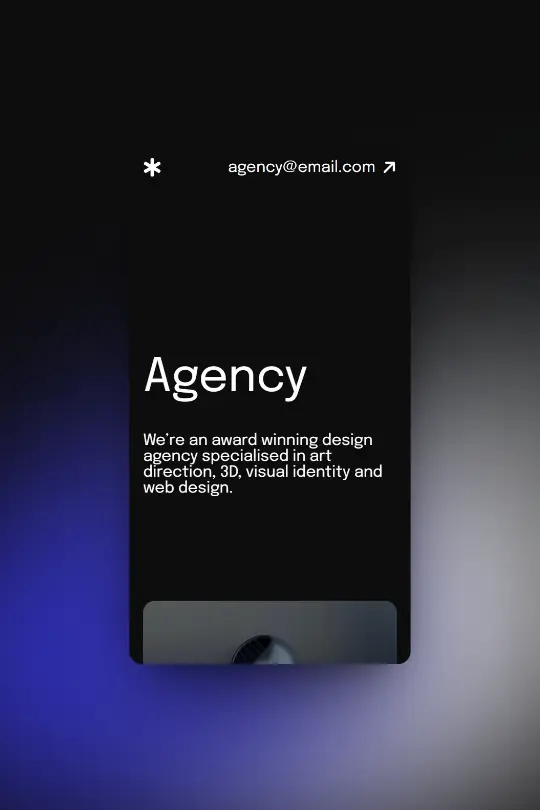 agency@email.com
Agency
We’re an award winning design
agency specialised in art
direction, 3D, visual identity and
web design.